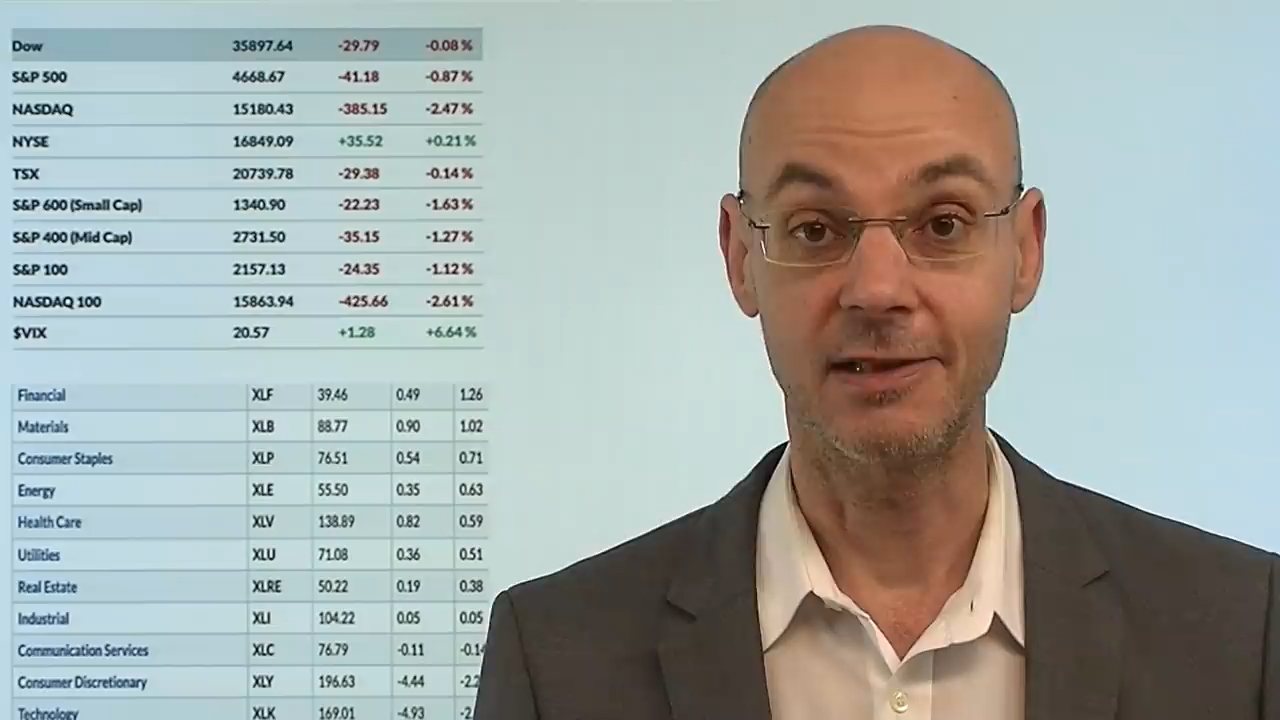 Dow 35897.64 -29.79 -0.08 %
S&P 500 4668.67 -41.18 -0.87 %
NASDAQ 15180.43 -385.15 -2.47 %
NYSE 16849.09 +35.52 +0.21 %
TSX 20739.78 -29.38 -0.14 %
S&P 600 (Small Cap) 1340.90 -22.23 -1.63 %
S&P 400 (Mid Cap) 2731.50 -35.15 -1.27 %
S&P 100 2157.13 -24.35 -1.12 %
NASDAQ 100 15863.94 -425.66 -2.61 %
$VIX 20.57 +1.28 +6.64 %
Financial XLF 39.46 0.49 1.26
Materials XLB 88.77 0.90 1.02
Consumer Staples XLP 76.51 0.54 0.71
Energy XLE 55.50 0.35 0.63
Health Care XLV 138.89 0.82 0.59
Utilities XLU 71.08 0.36 0.51
Real Estate XLRE 50.22 0.19 0.38
Industrial XLI 104.22 0.05 0.05
Communication Services XLC 76.79 -0.11 -0.14
Consumer Discretionary XLY 196.63 -4.44 -2.2
Technology XLK 169.01 -4.93 -2.